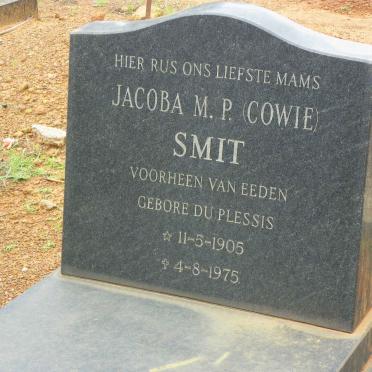 HIER RUS ONS LIEFSTE MAMS
JACOBA M. P. (COWIE)
SMIT
VOORHEEN VAN EEDEN
GEBORE DU PLESSIS
☆ 11-5-1905
✞ 4-8-1975